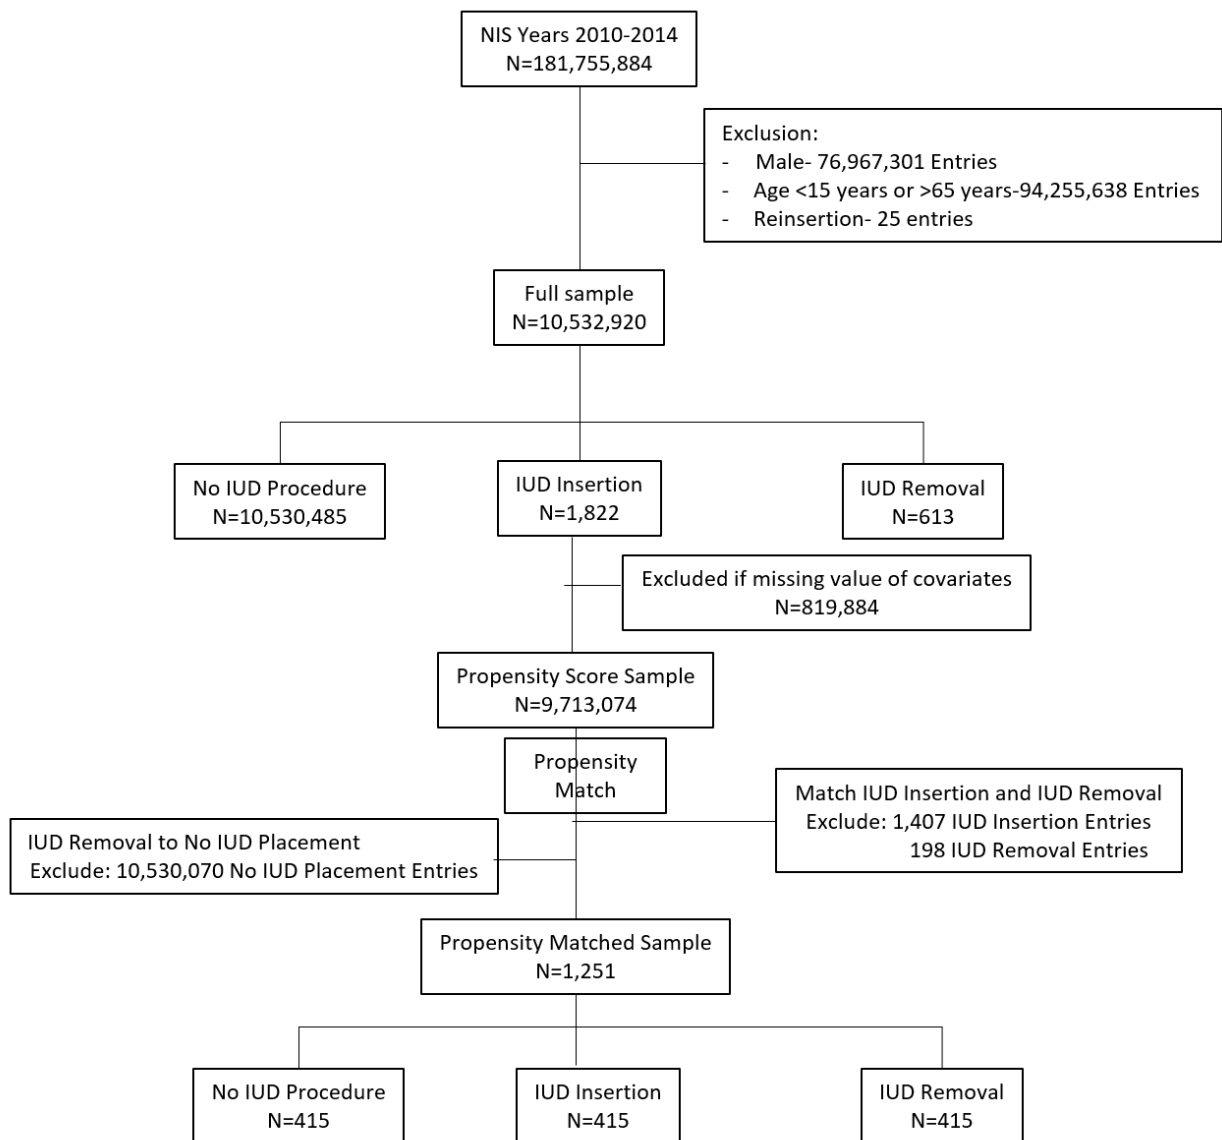 NIS Years 2010-2014
N=181,755,884
Exclusion:
- Male- 76,967,301 Entries
- Age <15 years or >65 years-94,255,638 Entries
- Reinsertion- 25 entries
Full sample
N=10,532,920
No IUD Procedure
N=10,530,485
IUD Insertion
N=1,822
IUD Removal
N=613
Excluded if missing value of covariates
N=819,884
Propensity Score Sample
N=9,713,074
Propensity
Match
Match IUD Insertion and IUD Removal
Exclude: 1,407 IUD Insertion Entries
198 IUD Removal Entries
IUD Removal to No IUD Placement
Exclude: 10,530,070 No IUD Placement Entries
Propensity Matched Sample
N=1,251
No IUD Procedure
N=415
IUD Insertion
N=415
IUD Removal
N=415